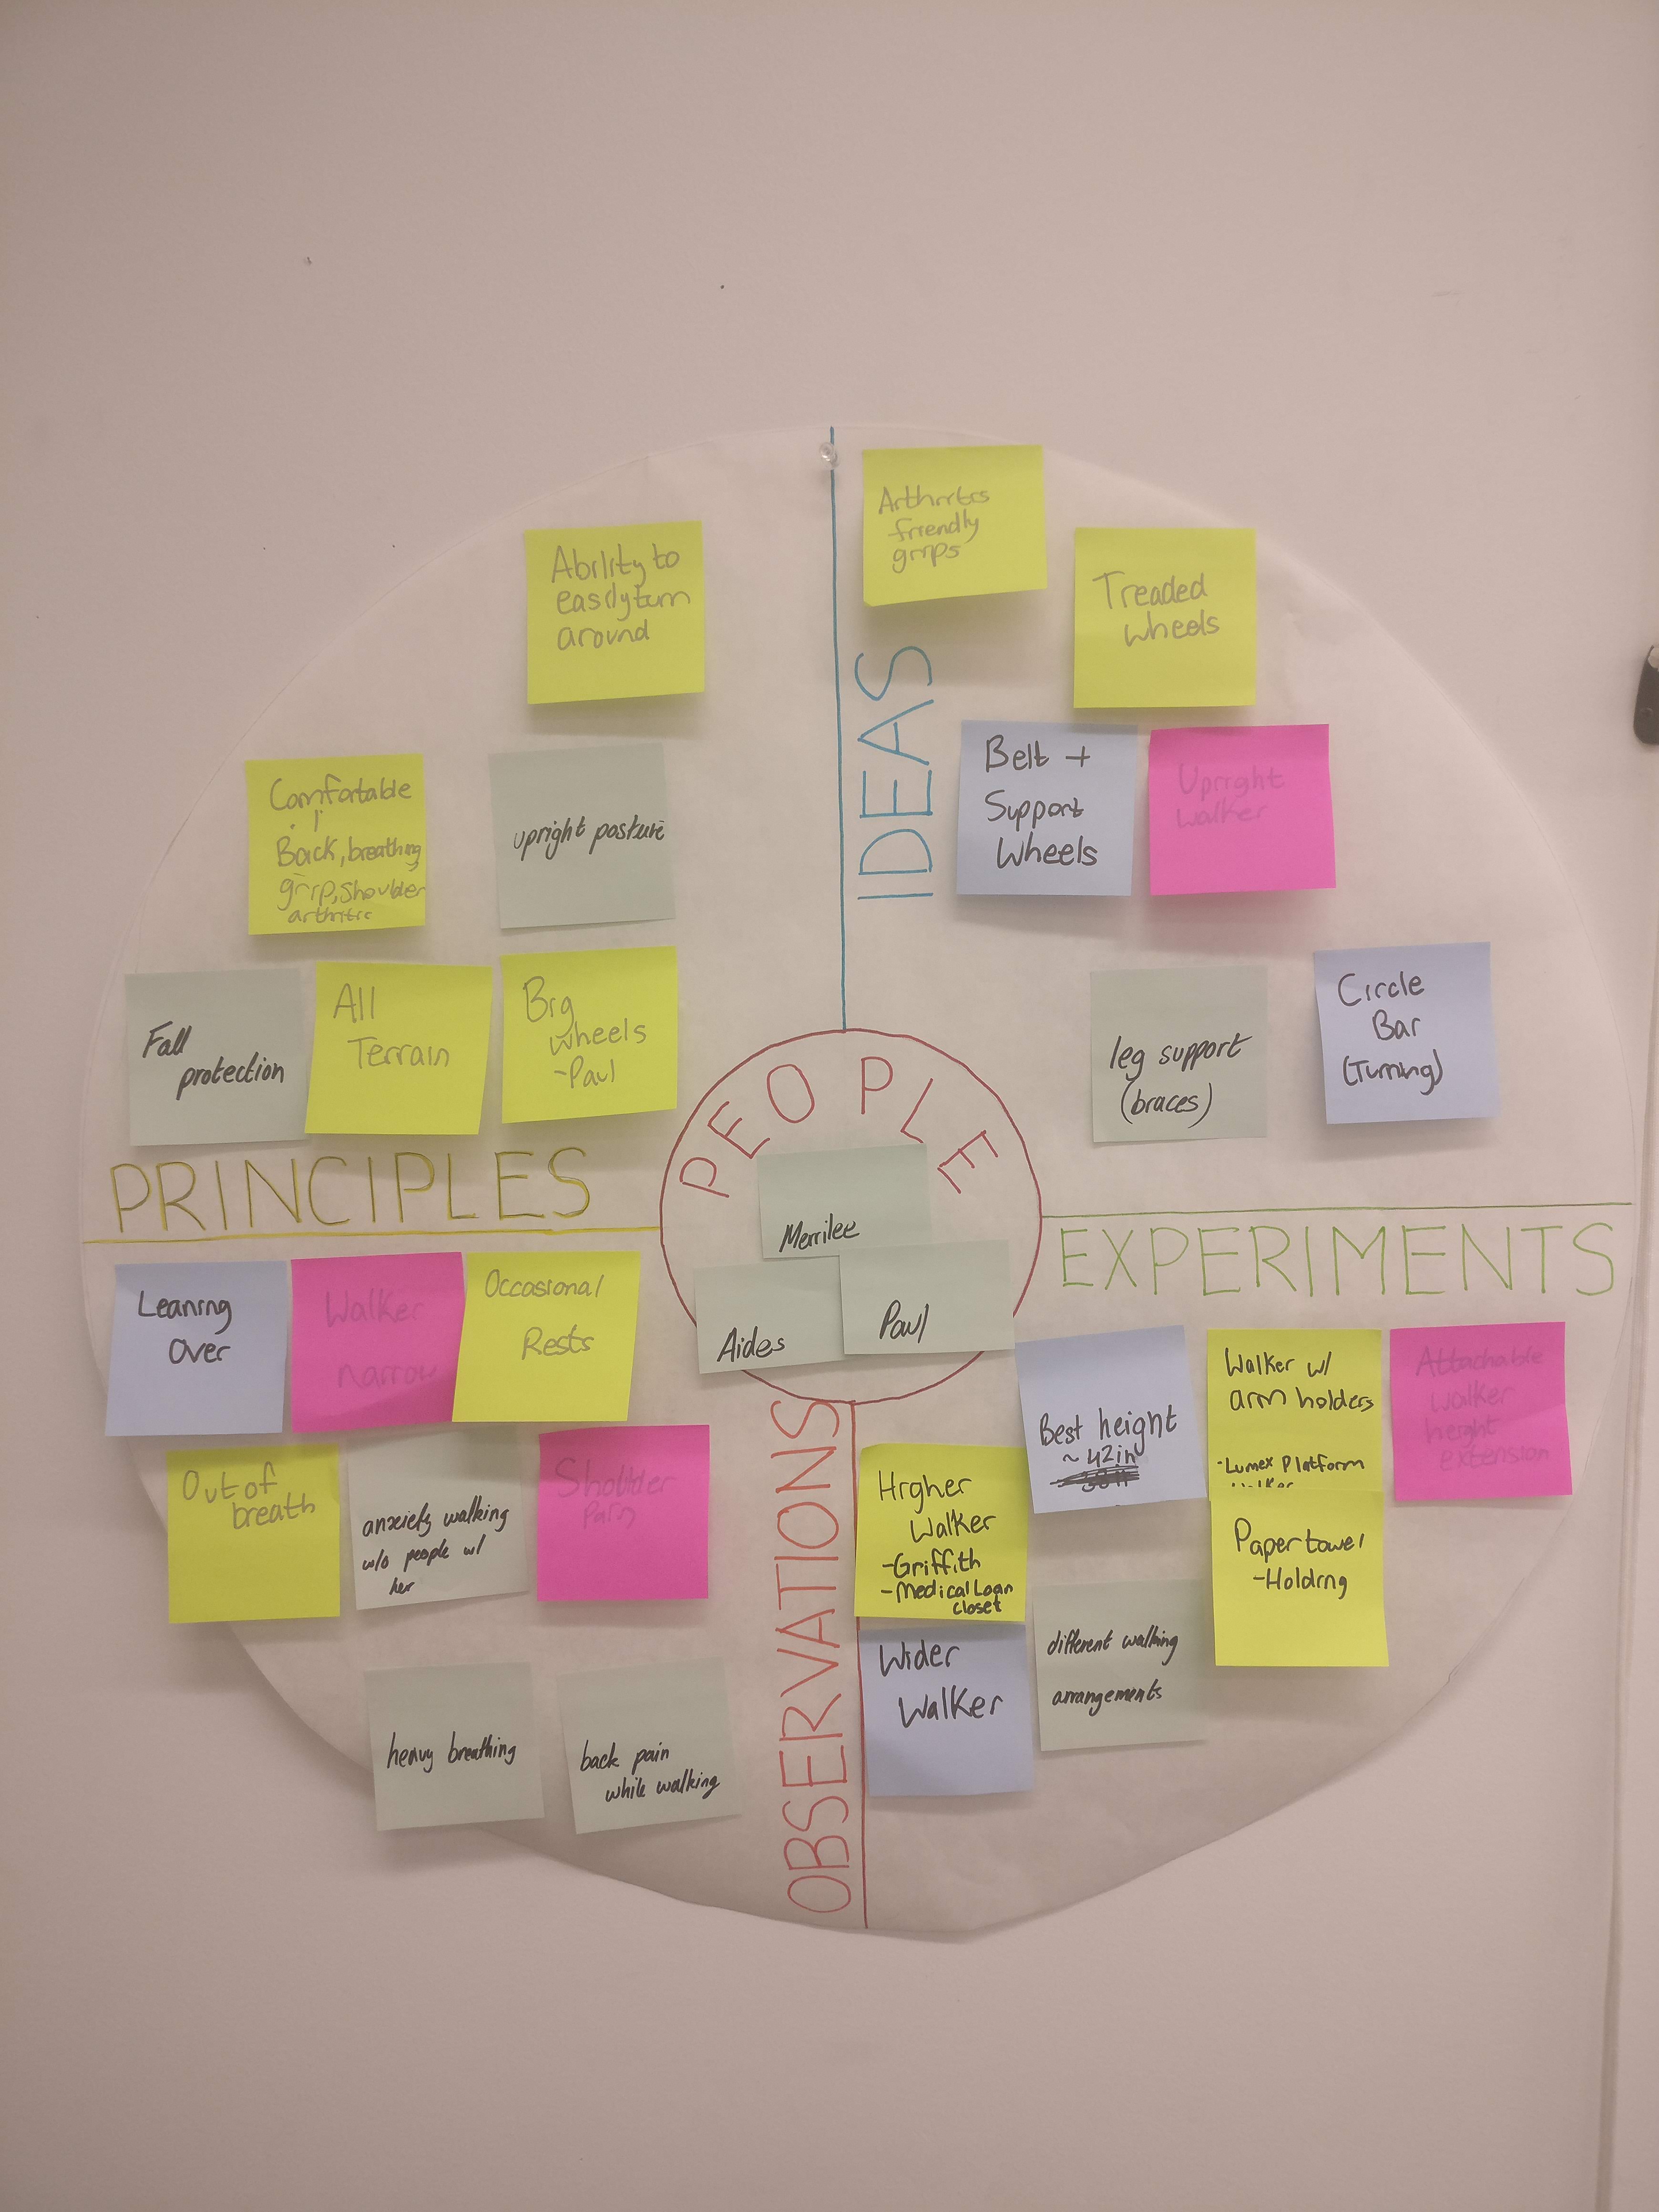 Ability to
easily turn
around
Comfortable
Back, breathing
grip, shoulder
arthritic
upright posture
Fall
protection
All
Terrain
Big
wheels
-Paul
PRINCIPLES
IDEAS
Arthritis
friendly
grips
Treaded
wheels
Belt +
Support
Wheels
Upright
walker
leg support
(braces)
Circle
Bar
(Turning)
PEOPLE
Merrilee
Aides
Paul
EXPERIMENTS
Best height
~ 42in
Walker w/
arm holders
-Lumex Platform
Walker
Attachable
walker
height
extension
Higher
Walker
-Griffith
-Medical Loan
closet
Paper towel
-Holding
Wider
Walker
different walking
arrangements
OBSERVATIONS
Leaning
Over
Walker
narrow
Occasional
Rests
Out of
breath
anxiety walking
w/o people w/
her
Shoulder
Pain
heavy breathing
back pain
while walking